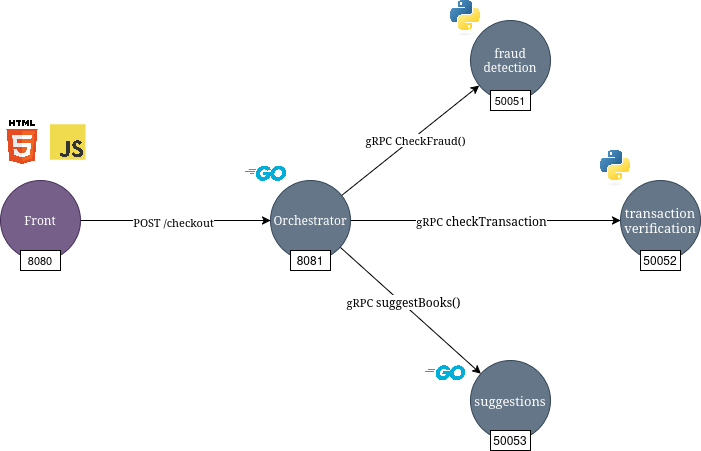 fraud
detection
50051
gRPC CheckFraud()
HTML
5
JS
GO
Front
8080
POST /checkout
Orchestrator
8081
gRPC checkTransaction
transaction
verification
50052
gRPC suggestBooks()
GO
suggestions
50053